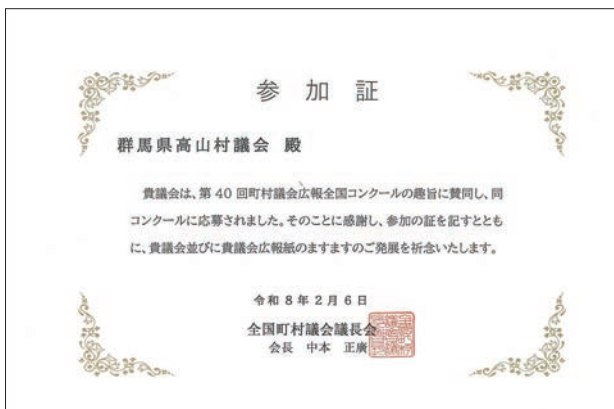 参加証
群馬県高山村議会 殿
貴議会は、第40回町村議会広報全国コンクールの趣旨に賛同し、同
コンクールに応募されました。そのことに感謝し、参加の証を記すととも
に、貴議会並びに貴議会広報紙のますますのご発展を祈念いたします。
令和8年2月6日
全国町村議会議長会
会長 中本 正廣